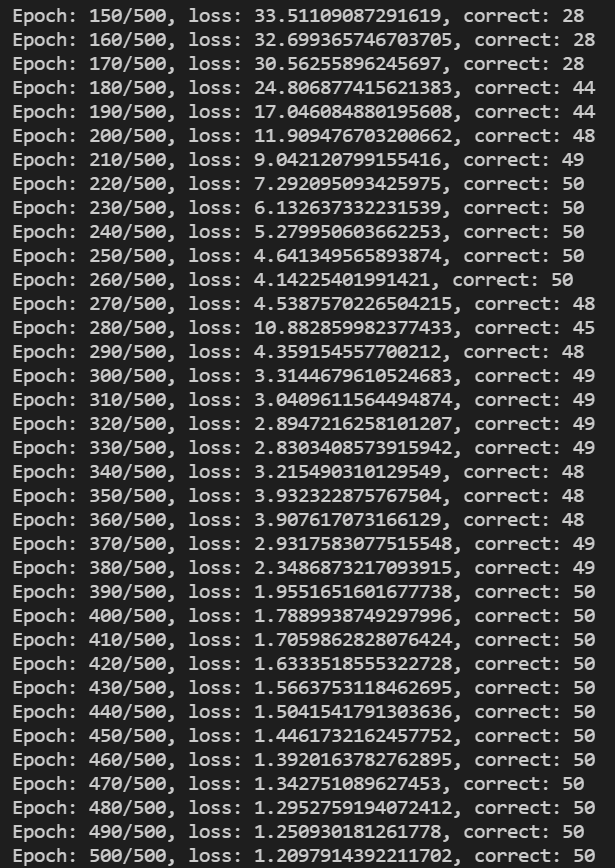 Epoch: 150/500, loss: 33.51109087291619, correct: 28
Epoch: 160/500, loss: 32.699365746703705, correct: 28
Epoch: 170/500, loss: 30.56255896245697, correct: 28
Epoch: 180/500, loss: 24.806877415621383, correct: 44
Epoch: 190/500, loss: 17.046084880195608, correct: 44
Epoch: 200/500, loss: 11.909476703200662, correct: 48
Epoch: 210/500, loss: 9.042120799155416, correct: 49
Epoch: 220/500, loss: 7.292095093425975, correct: 50
Epoch: 230/500, loss: 6.132637332231539, correct: 50
Epoch: 240/500, loss: 5.279950603662253, correct: 50
Epoch: 250/500, loss: 4.641349565893874, correct: 50
Epoch: 260/500, loss: 4.14225401991421, correct: 50
Epoch: 270/500, loss: 4.5387570226504215, correct: 48
Epoch: 280/500, loss: 10.882859982377433, correct: 45
Epoch: 290/500, loss: 4.359154557700212, correct: 48
Epoch: 300/500, loss: 3.3144679610524683, correct: 49
Epoch: 310/500, loss: 3.0409611564494874, correct: 49
Epoch: 320/500, loss: 2.8947216258101207, correct: 49
Epoch: 330/500, loss: 2.8303408573915942, correct: 49
Epoch: 340/500, loss: 3.215490310129549, correct: 48
Epoch: 350/500, loss: 3.932322875767504, correct: 48
Epoch: 360/500, loss: 3.907617073166129, correct: 48
Epoch: 370/500, loss: 2.9317583077515548, correct: 49
Epoch: 380/500, loss: 2.3486873217093915, correct: 49
Epoch: 390/500, loss: 1.9551651601677738, correct: 50
Epoch: 400/500, loss: 1.7889938749297996, correct: 50
Epoch: 410/500, loss: 1.7059862828076424, correct: 50
Epoch: 420/500, loss: 1.6333518555322728, correct: 50
Epoch: 430/500, loss: 1.5663753118462695, correct: 50
Epoch: 440/500, loss: 1.5041541791303636, correct: 50
Epoch: 450/500, loss: 1.4461732162457752, correct: 50
Epoch: 460/500, loss: 1.3920163782762895, correct: 50
Epoch: 470/500, loss: 1.342751089627453, correct: 50
Epoch: 480/500, loss: 1.2952759194072412, correct: 50
Epoch: 490/500, loss: 1.250930181261778, correct: 50
Epoch: 500/500, loss: 1.2097914392211702, correct: 50